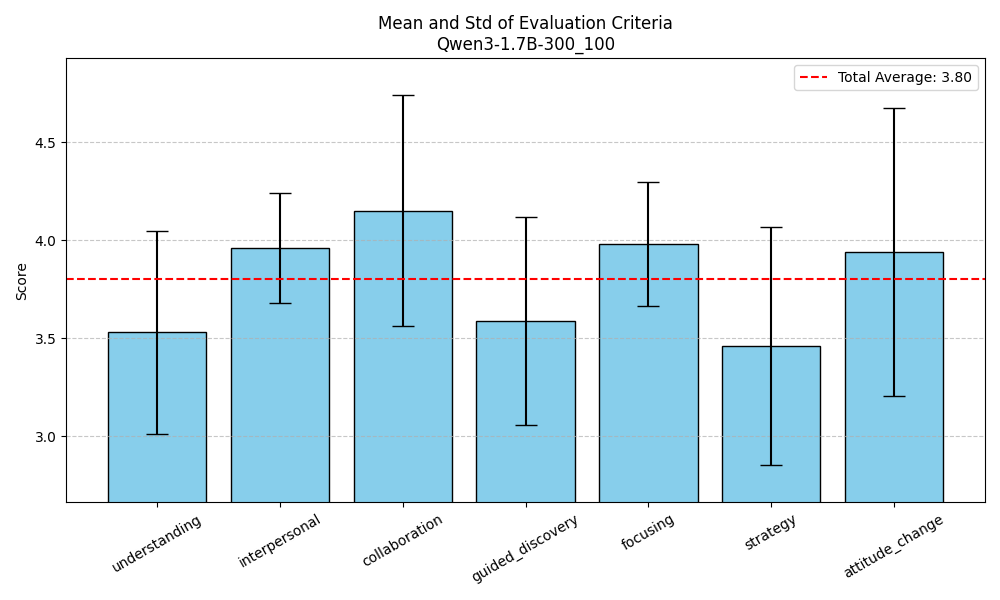 Mean and Std of Evaluation Criteria
Qwen3-1.7B-300_100
Total Average: 3.80
Score
4.5
4.0
3.5
3.0
understanding
interpersonal
collaboration
guided_discovery
focusing
strategy
attitude_change